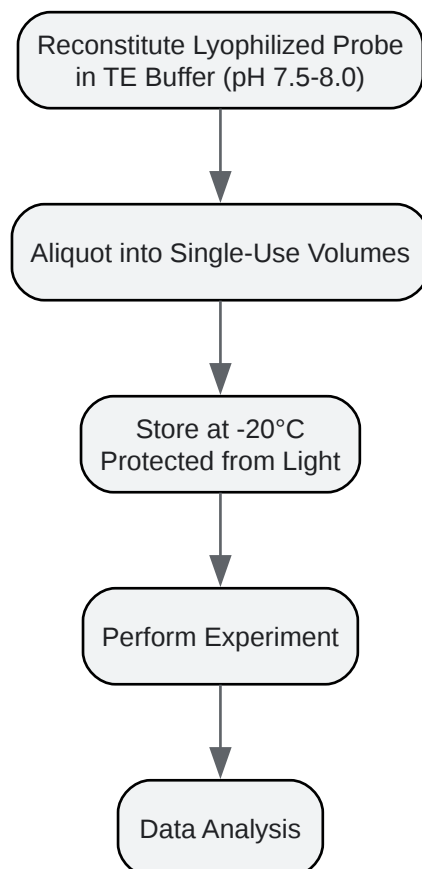 Reconstitute Lyophilized Probe
in TE Buffer (pH 7.5-8.0)
Aliquot into Single-Use Volumes
Store at -20°C
Protected from Light
Perform Experiment
Data Analysis